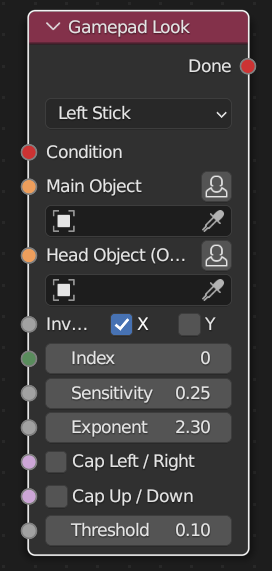 Gamepad Look
Done
Left Stick
Condition
Main Object
Head Object (O...
Inv... X Y
Index 0
Sensitivity 0.25
Exponent 2.30
Cap Left / Right
Cap Up / Down
Threshold 0.10